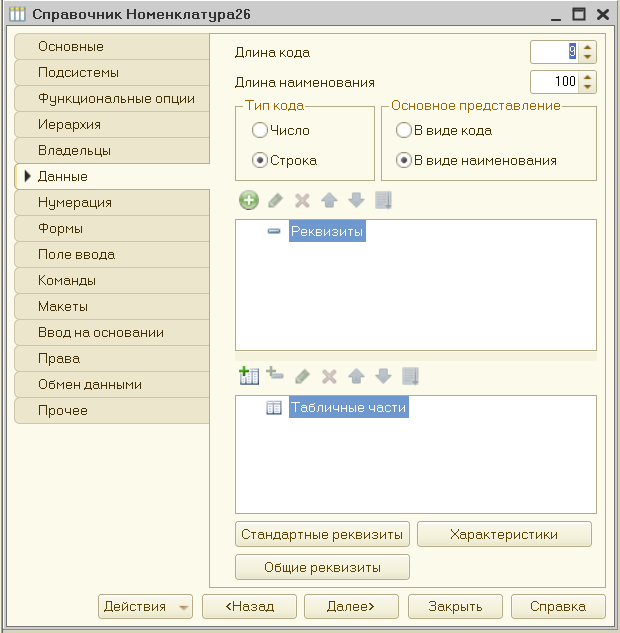 Справочник Номенклатура26
Основные
Подсистемы
Функциональные опции
Иерархия
Владельцы
Данные
Нумерация
Формы
Поле ввода
Команды
Макеты
Ввод на основании
Права
Обмен данными
Прочее
Длина кода 9
Длина наименования 100
Тип кода
Число
Строка
Основное представление
В виде кода
В виде наименования
Реквизиты
Табличные части
Стандартные реквизиты Характеристики
Общие реквизиты
Действия <Назад Далее> Закрыть Справка